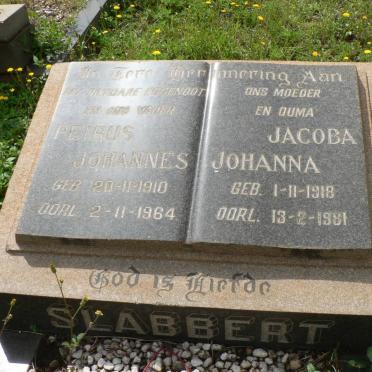 In Tere Herinnering Aan
MY DIERBARE EGGENOOT
EN ONS VADER
PETRUS
JOHANNES
GEB. 20-11-1910
OORL. 2-11-1964
ONS MOEDER
EN OUMA
JACOBA
JOHANNA
GEB. 1-11-1918
OORL. 13-2-1981
God is Liefde
SLABBERT